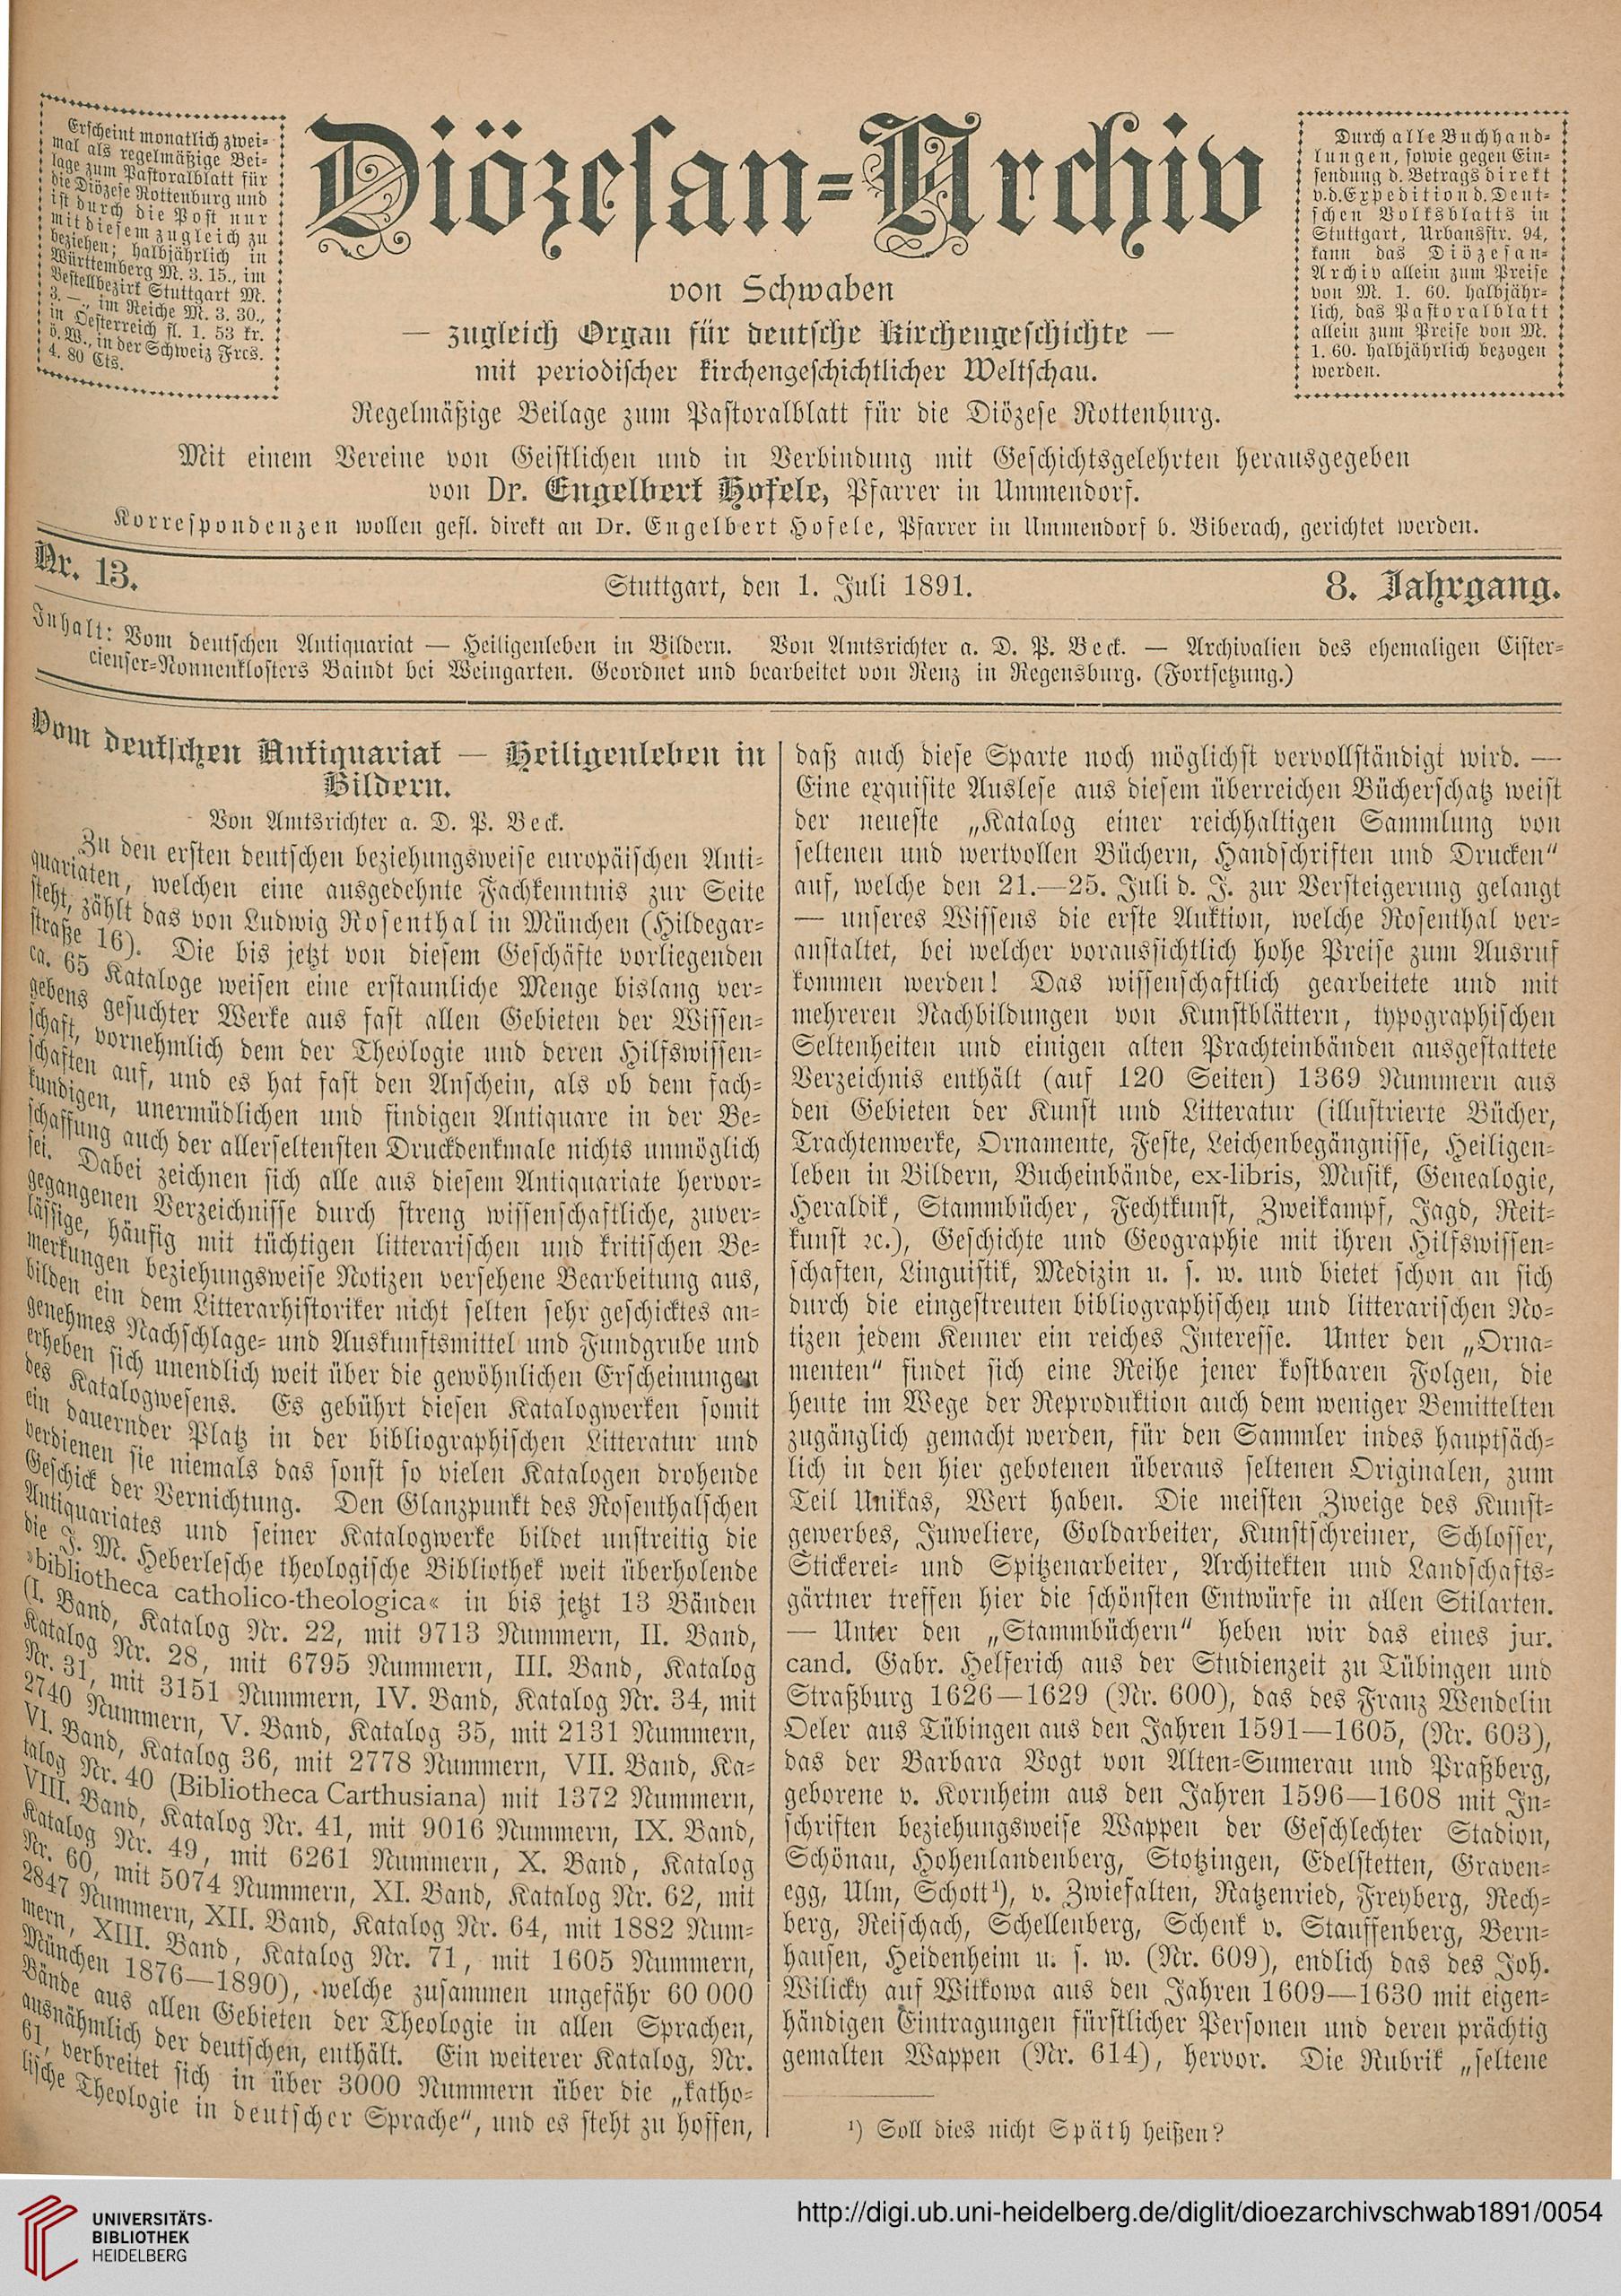 Erscheint monatlich zwei-
mal als regelmäßige Bei-
lage zum Pastoralblatt für
die Diözese Rottenburg und
ist durch die Post nur
mit diesem zugleich zu
beziehen; halbjährlich in
Württemberg M. 3. 15., im
Bestellbezirk Stuttgart M.
3. —., im Reiche M. 3. 30.,
in Oesterreich fl. 1. 53 kr.
ö. W., in der Schweiz Frcs.
4. 80 Cts.
Diözesan-Archiv
von Schwaben
— zugleich Organ für deutsche Kirchengeschichte —
mit periodischer kirchengeschichtlicher Weltschau.
Durch alle Buchhand-
lungen, sowie gegen Ein-
sendung d. Betrags direkt
v. d. Expedition d. Deut-
schen Volksblatts in
Stuttgart, Urbansstr. 94,
kann das Diözesan-
Archiv allein zum Preise
von M. 1. 60. halbjähr-
lich, das Pastoralblatt
allein zum Preise von M.
1. 60. halbjährlich bezogen
werden.
Regelmäßige Beilage zum Pastoralblatt für die Diözese Rottenburg.
Mit einem Vereine von Geistlichen und in Verbindung mit Geschichtsgelehrten herausgegeben
von Dr. Engelbert Hofele, Pfarrer in Ummendorf.
Korrespondenzen wollen gefl. direkt an Dr. Engelbert Hofele, Pfarrer in Ummendorf b. Biberach, gerichtet werden.
Nr. 13.
Stuttgart, den 1. Juli 1891.
8. Jahrgang.
Inhalt: Vom deutschen Antiquariat — Heiligenleben in Bildern. Von Amtsrichter a. D. P. Beck. — Archivalien des ehemaligen Cister-
cienser-Nonnenklosters Baindt bei Weingarten. Geordnet und bearbeitet von Renz in Regensburg. (Fortsetzung.)
Vom deutschen Antiquariat — Heiligenleben in
Bildern.
Von Amtsrichter a. D. P. Beck.
Zu den ersten deutschen beziehungsweise europäischen Anti-
quariaten, welchen eine ausgedehnte Fachkenntnis zur Seite
steht, zählt das von Ludwig Rosenthal in München (Hildegar-
straße 16). Die bis jetzt von diesem Geschäfte vorliegenden
ca. 65 Kataloge weisen eine erstaunliche Menge bislang ver-
gebens gesuchter Werke aus fast allen Gebieten der Wissen-
schaft, vornehmlich dem der Theologie und deren Hilfswissen-
schaften auf, und es hat fast den Anschein, als ob dem fach-
kundigen, unermüdlichen und findigen Antiquare in der Be-
schaffung auch der allerseltensten Druckdenkmale nichts unmöglich
sei. Dabei zeichnen sich alle aus diesem Antiquariate hervor-
gegangenen Verzeichnisse durch streng wissenschaftliche, zuver-
lässige, häufig mit tüchtigen litterarischen und kritischen Be-
merkungen beziehungsweise Notizen versehene Bearbeitung aus,
bilden ein dem Litterarhistoriker nicht selten sehr geschicktes an-
genehmes Nachschlage- und Auskunftsmittel und Fundgrube und
erheben sich unendlich weit über die gewöhnlichen Erscheinungen
des Katalogwesens. Es gebührt diesen Katalogwerken somit
ein dauernder Platz in der bibliographischen Litteratur und
verdienen sie niemals das sonst so vielen Katalogen drohende
Geschick der Vernichtung. Den Glanzpunkt des Rosenthalschen
Antiquariates und seiner Katalogwerke bildet unstreitig die
die J. M. Heberlesche theologische Bibliothek weit überholende
»bibliotheca catholico-theologica« in bis jetzt 13 Bänden
(I. Band, Katalog Nr. 22, mit 9713 Nummern, II. Band,
Katalog Nr. 28, mit 6795 Nummern, III. Band, Katalog
Nr. 31, mit 3151 Nummern, IV. Band, Katalog Nr. 34, mit
2740 Nummern, V. Band, Katalog 35, mit 2131 Nummern,
VI. Band, Katalog 36, mit 2778 Nummern, VII. Band, Ka-
talog Nr. 40 (Bibliotheca Carthusiana) mit 1372 Nummern,
VIII. Band, Katalog Nr. 41, mit 9016 Nummern, IX. Band,
Katalog Nr. 49, mit 6261 Nummern, X. Band, Katalog
Nr. 60, mit 5074 Nummern, XI. Band, Katalog Nr. 62, mit
2847 Nummern, XII. Band, Katalog Nr. 64, mit 1882 Num-
mern, XIII. Band, Katalog Nr. 71, mit 1605 Nummern,
München 1876—1890), welche zusammen ungefähr 60 000
Bände aus allen Gebieten der Theologie in allen Sprachen,
ausnähmlich der deutschen, enthält. Ein weiterer Katalog, Nr.
61, verbreitet sich in über 3000 Nummern über die „katho-
lische Theologie in deutscher Sprache“, und es steht zu hoffen,
daß auch diese Sparte noch möglichst vervollständigt wird. —
Eine exquisite Auslese aus diesem überreichen Bücherschatz weist
der neueste „Katalog einer reichhaltigen Sammlung von
seltenen und wertvollen Büchern, Handschriften und Drucken“
auf, welche den 21.—25. Juli d. J. zur Versteigerung gelangt
— unseres Wissens die erste Auktion, welche Rosenthal ver-
anstaltet, bei welcher voraussichtlich hohe Preise zum Ausruf
kommen werden! Das wissenschaftlich gearbeitete und mit
mehreren Nachbildungen von Kunstblättern, typographischen
Seltenheiten und einigen alten Prachteinbänden ausgestattete
Verzeichnis enthält (auf 120 Seiten) 1369 Nummern aus
den Gebieten der Kunst und Litteratur (illustrierte Bücher,
Trachtenwerke, Ornamente, Feste, Leichenbegängnisse, Heiligen-
leben in Bildern, Bucheinbände, ex-libris, Musik, Genealogie,
Heraldik, Stammbücher, Fechtkunst, Zweikampf, Jagd, Reit-
kunst ꝛc.), Geschichte und Geographie mit ihren Hilfswissen-
schaften, Linguistik, Medizin u. s. w. und bietet schon an sich
durch die eingestreuten bibliographischen und litterarischen No-
tizen jedem Kenner ein reiches Interesse. Unter den „Orna-
menten“ findet sich eine Reihe jener kostbaren Folgen, die
heute im Wege der Reproduktion auch dem weniger Bemittelten
zugänglich gemacht werden, für den Sammler indes hauptsäch-
lich in den hier gebotenen überaus seltenen Originalen, zum
Teil Unikas, Wert haben. Die meisten Zweige des Kunst-
gewerbes, Juweliere, Goldarbeiter, Kunstschreiner, Schlosser,
Stickerei- und Spitzenarbeiter, Architekten und Landschafts-
gärtner treffen hier die schönsten Entwürfe in allen Stilarten.
— Unter den „Stammbüchern“ heben wir das eines jur.
cand. Gabr. Helferich aus der Studienzeit zu Tübingen und
Straßburg 1626—1629 (Nr. 600), das des Franz Wendelin
Oeler aus Tübingen aus den Jahren 1591—1605, (Nr. 603),
das der Barbara Vogt von Alten-Sumerau und Praßberg,
geborene v. Kornheim aus den Jahren 1596—1608 mit In-
schriften beziehungsweise Wappen der Geschlechter Stadion,
Schönau, Hohenlandenberg, Stotzingen, Edelstetten, Graven-
egg, Ulm, Schott¹), v. Zwiefalten, Ratzenried, Freyberg, Rech-
berg, Reischach, Schellenberg, Schenk v. Stauffenberg, Bern-
hausen, Heidenheim u. s. w. (Nr. 609), endlich das des Joh.
Wilicky auf Witkowa aus den Jahren 1609—1630 mit eigen-
händigen Eintragungen fürstlicher Personen und deren prächtig
gemalten Wappen (Nr. 614), hervor. Die Rubrik „seltene
¹) Soll dies nicht Späth heißen?
UNIVERSITÄTS-
BIBLIOTHEK
HEIDELBERG
http://digi.ub.uni-heidelberg.de/diglit/dioezarchivschwab1891/0054